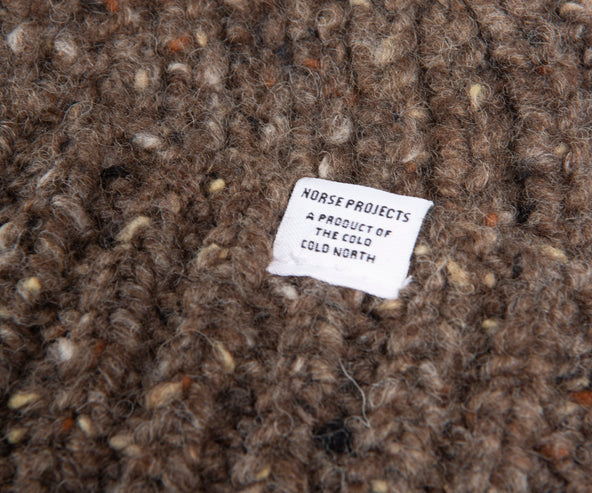 NORSE PROJECTS
A PRODUCT OF
THE COLD
COLD NORTH